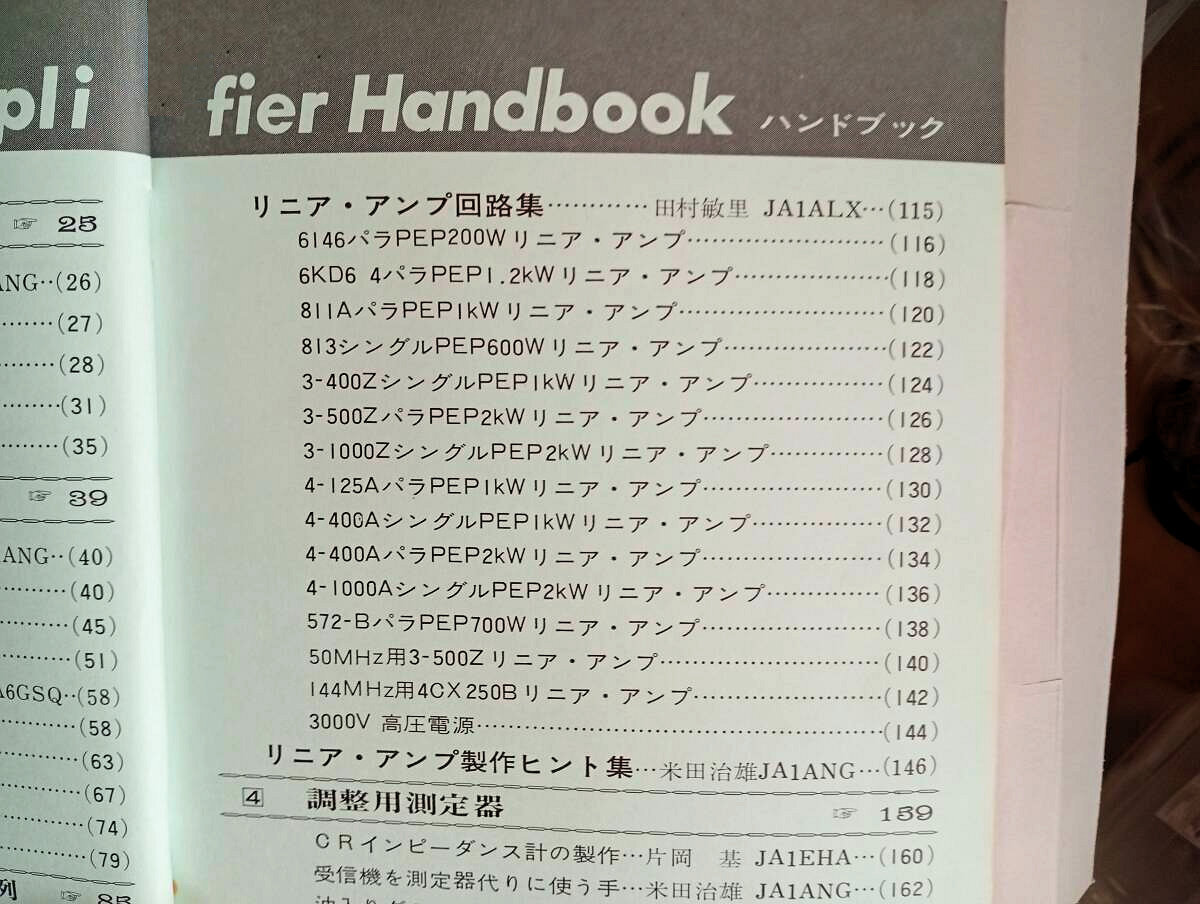 pli
☞ 25
ANG‥(26)
………(27)
………(28)
………(31)
………(35)
☞ 39
ANG‥(40)
………(40)
………(45)
………(51)
A6GSQ‥(58)
………(58)
………(63)
………(67)
………(74)
………(79)
例 ☞ 85
fier Handbook ハンドブック
リニア・アンプ回路集…………田村敏里 JA1ALX…(115)
6146パラPEP200Wリニア・アンプ……………………(116)
6KD6 4パラPEP1.2kWリニア・アンプ………………(118)
811AパラPEP1kWリニア・アンプ……………………(120)
813シングルPEP600Wリニア・アンプ…………………(122)
3-400ZシングルPEP1kWリニア・アンプ……………(124)
3-500ZパラPEP2kWリニア・アンプ…………………(126)
3-1000ZシングルPEP2kWリニア・アンプ……………(128)
4-125AパラPEP1kWリニア・アンプ…………………(130)
4-400AシングルPEP1kWリニア・アンプ……………(132)
4-400AパラPEP2kWリニア・アンプ…………………(134)
4-1000AシングルPEP2kWリニア・アンプ……………(136)
572-BパラPEP700Wリニア・アンプ…………………(138)
50MHz用3-500Zリニア・アンプ………………………(140)
144MHz用4CX250Bリニア・アンプ……………………(142)
3000V 高圧電源…………………………………………(144)
リニア・アンプ製作ヒント集…米田治雄JA1ANG…(146)
4 調整用測定器 ☞ 159
CRインピーダンス計の製作…片岡 基 JA1EHA…(160)
受信機を測定器代りに使う手…米田治雄 JA1ANG…(162)